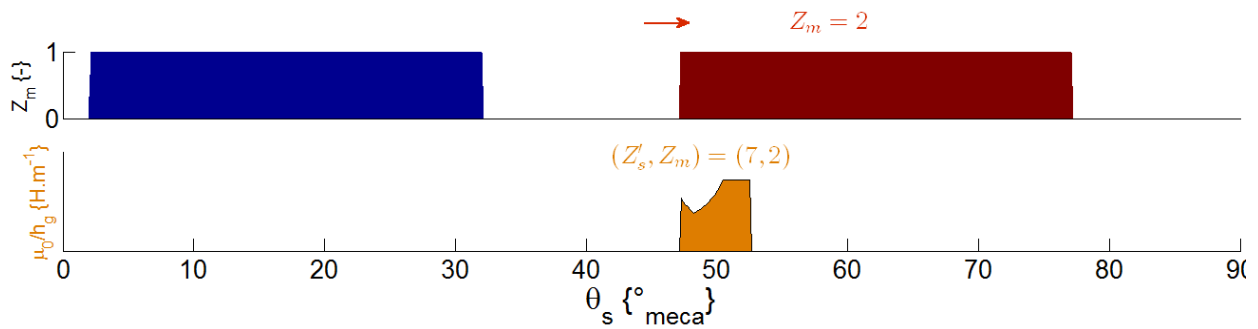 Z_m = 2
Z_m {-}
1
0
(Z'_s, Z_m) = (7, 2)
μ_0/h_g {H.m^-1}
0 10 20 30 40 50 60 70 80 90
θ_s {°_meca}